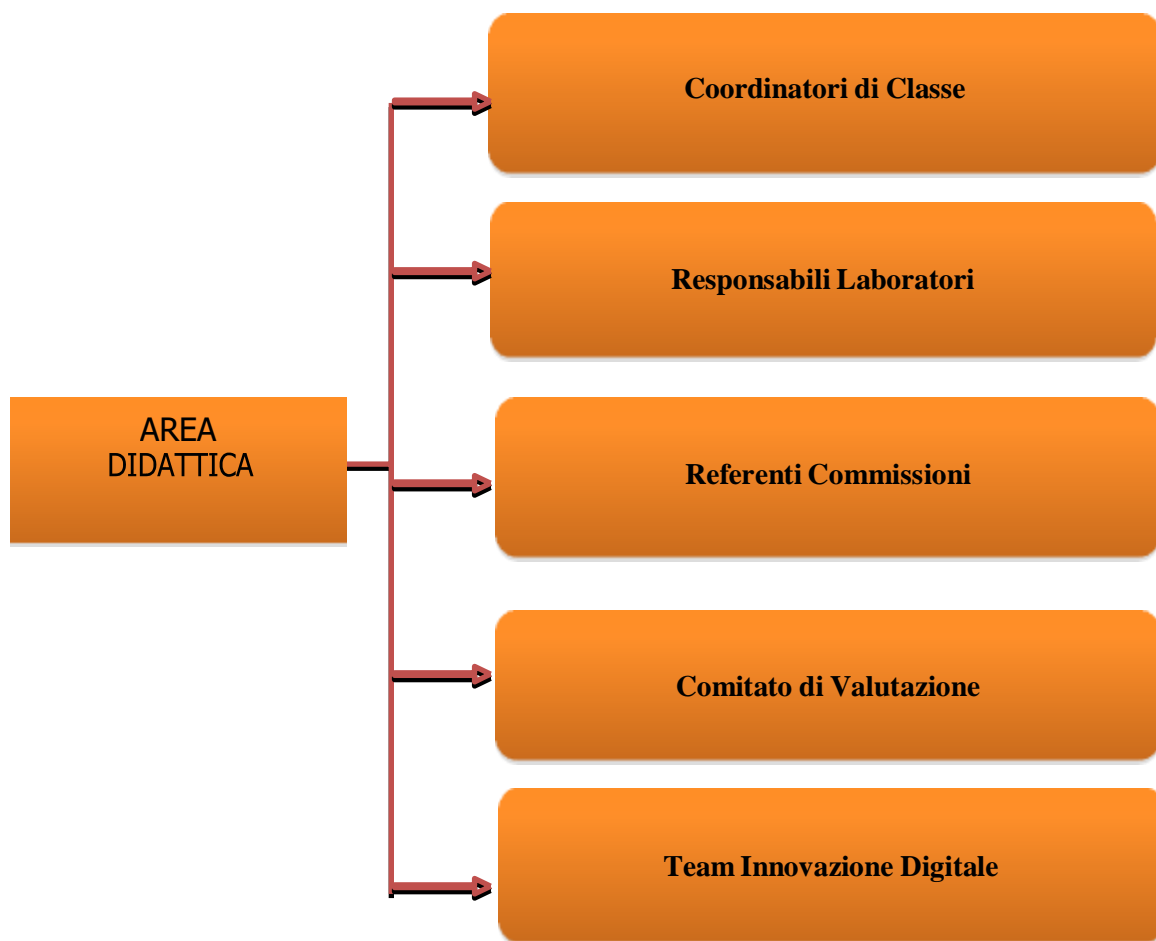 Coordinatori di Classe
Responsabili Laboratori
AREA
DIDATTICA
Referenti Commissioni
Comitato di Valutazione
Team Innovazione Digitale